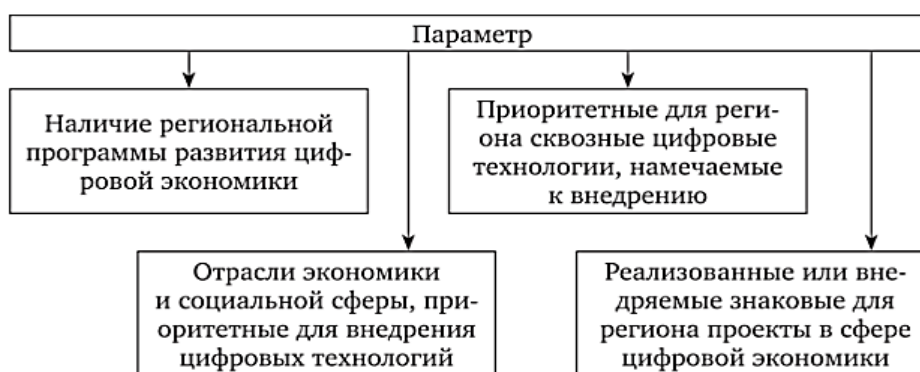 Параметр
Наличие региональной
программы развития циф-
ровой экономики
Приоритетные для реги-
она сквозные цифровые
технологии, намечаемые
к внедрению
Отрасли экономики
и социальной сферы, при-
оритетные для внедрения
цифровых технологий
Реализованные или вне-
дряемые знаковые для
региона проекты в сфере
цифровой экономики